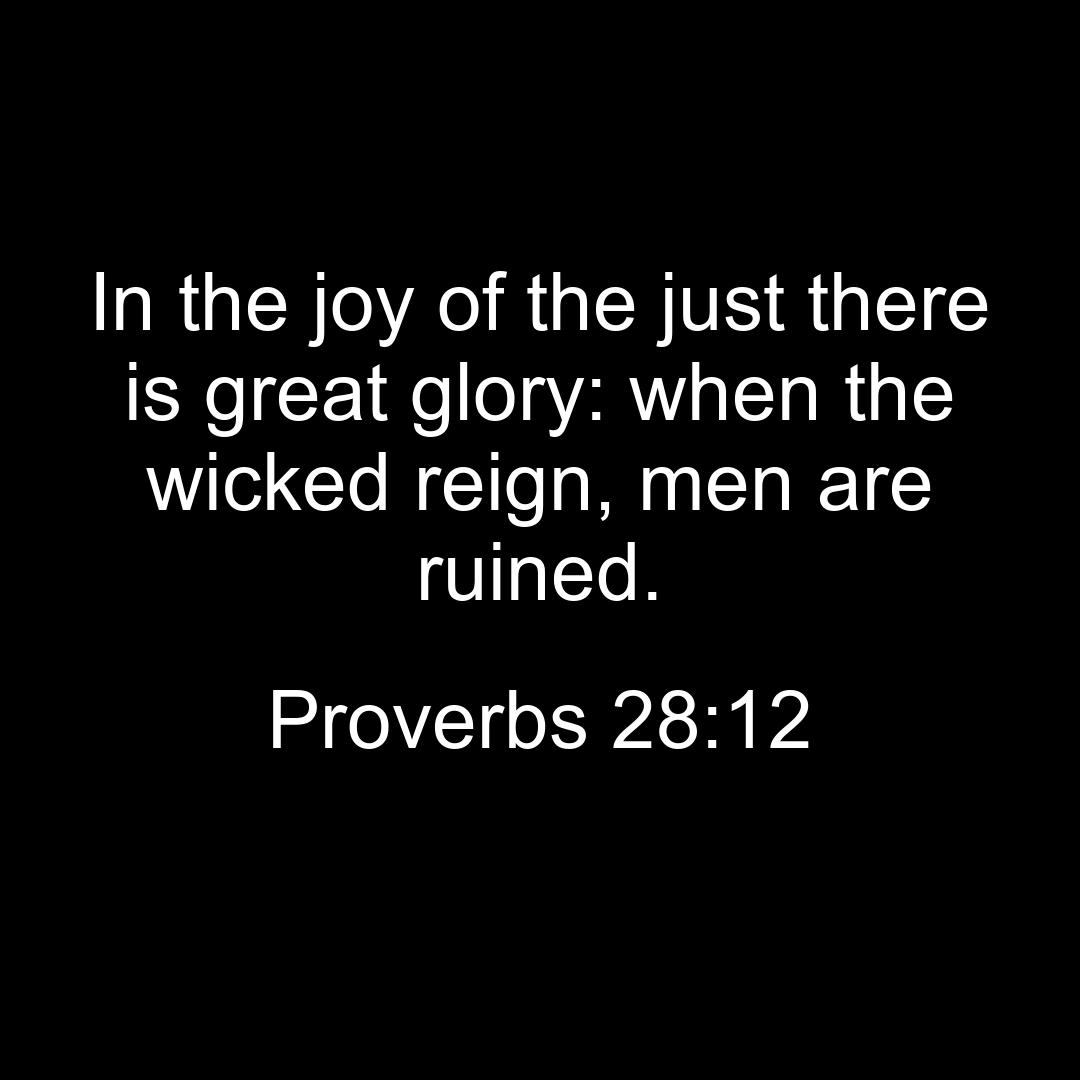 In the joy of the just there
is great glory: when the
wicked reign, men are
ruined.
Proverbs 28:12